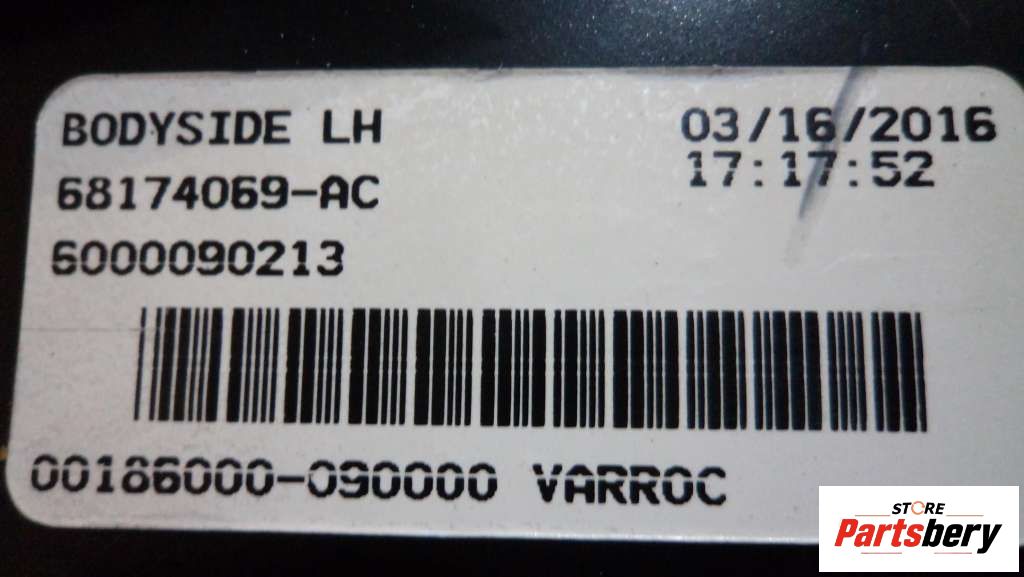 BODYSIDE LH
03/16/2016
17:17:52
68174069-AC
6000090213
00186000-090000 VARROC
STORE
Partsbery